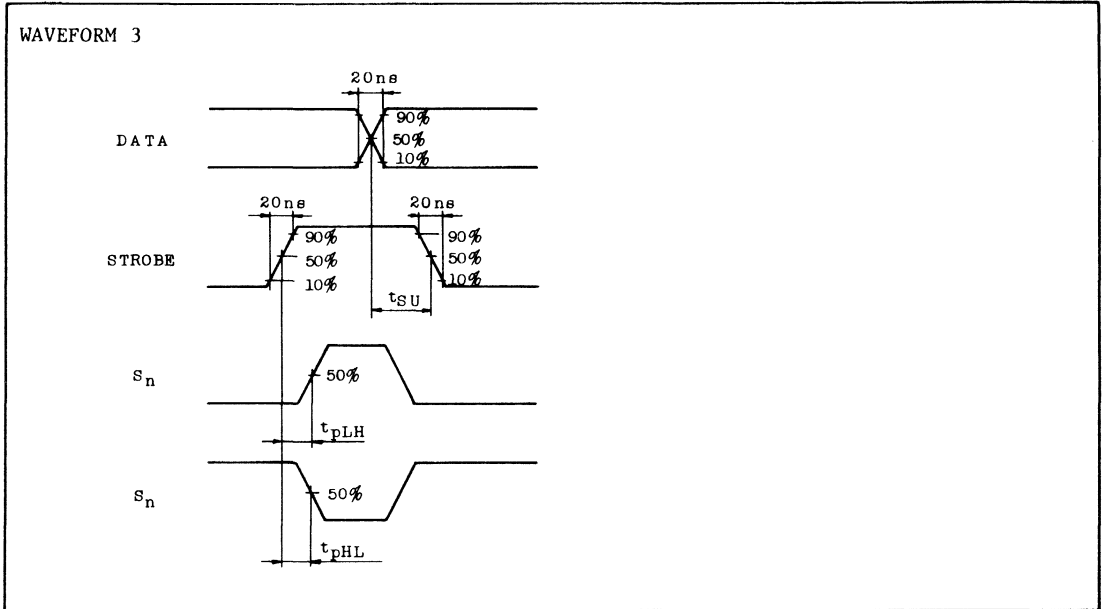 WAVEFORM 3
20ns
90%
DATA
50%
10%
20ns
20ns
90%
90%
STROBE
50%
50%
10%
10%
tSU
Sn
50%
tpLH
Sn
50%
tpHL